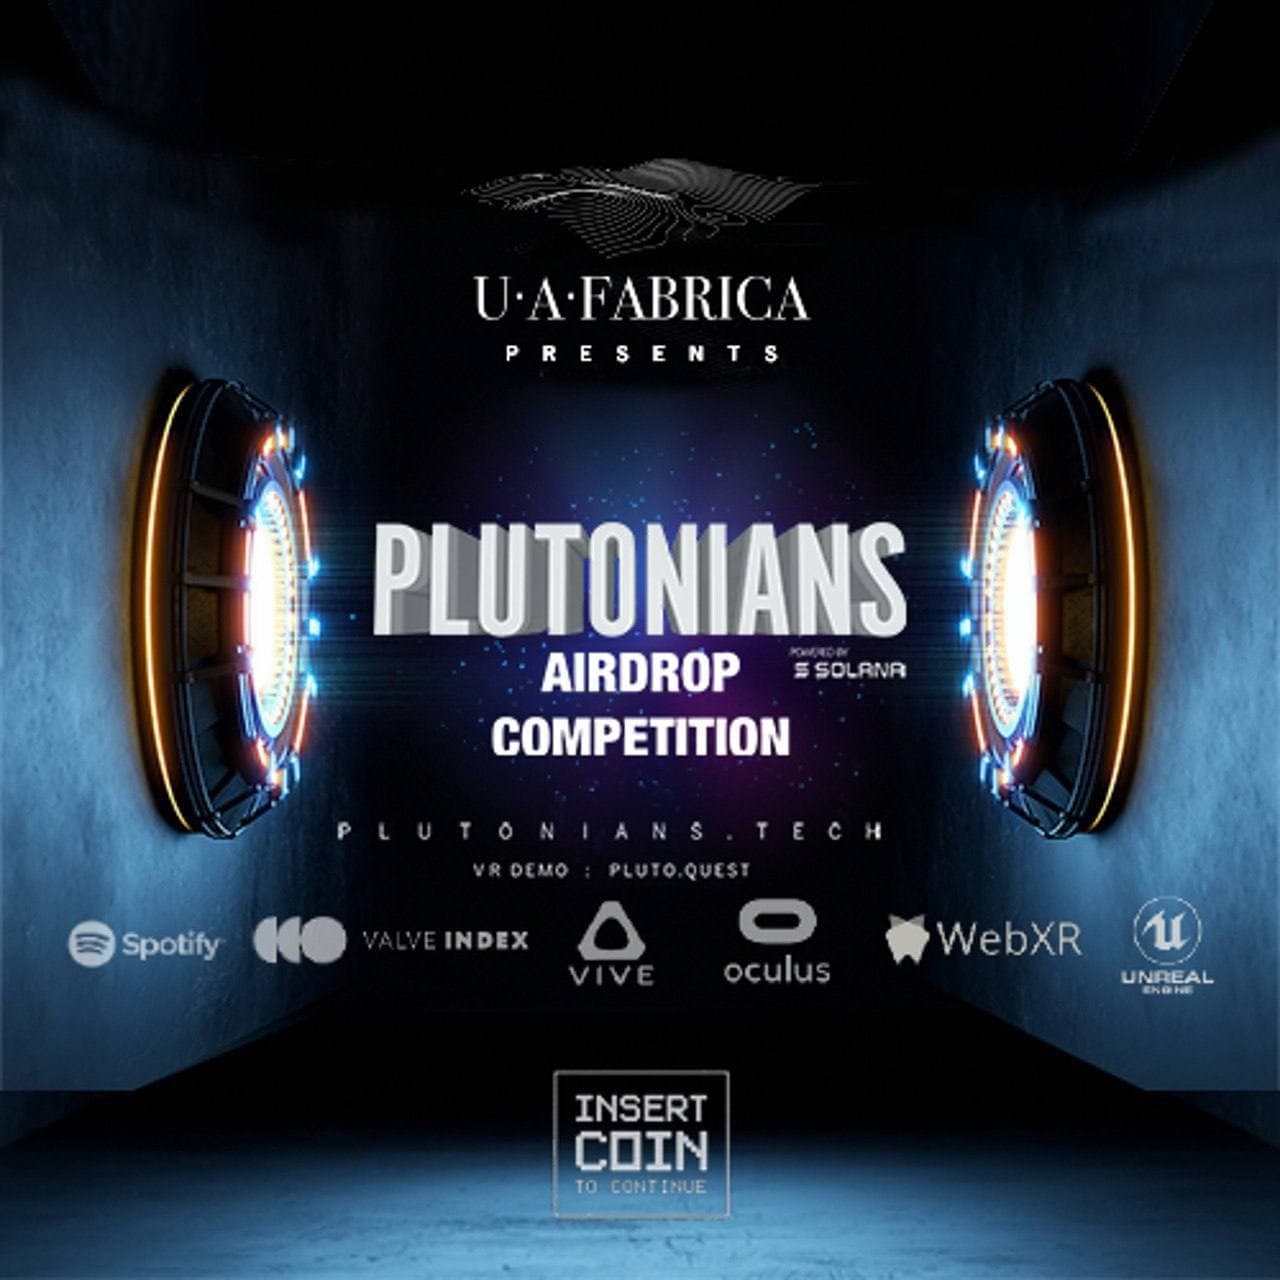 U·A·FABRICA
PRESENTS
PLUTONIANS
POWERED BY
SOLANA
AIRDROP
COMPETITION
PLUTONIANS.TECH
VR DEMO : PLUTO.QUEST
Spotify
VALVE INDEX
VIVE
oculus
WebXR
UNREAL
ENGINE
INSERT
COIN
TO CONTINUE